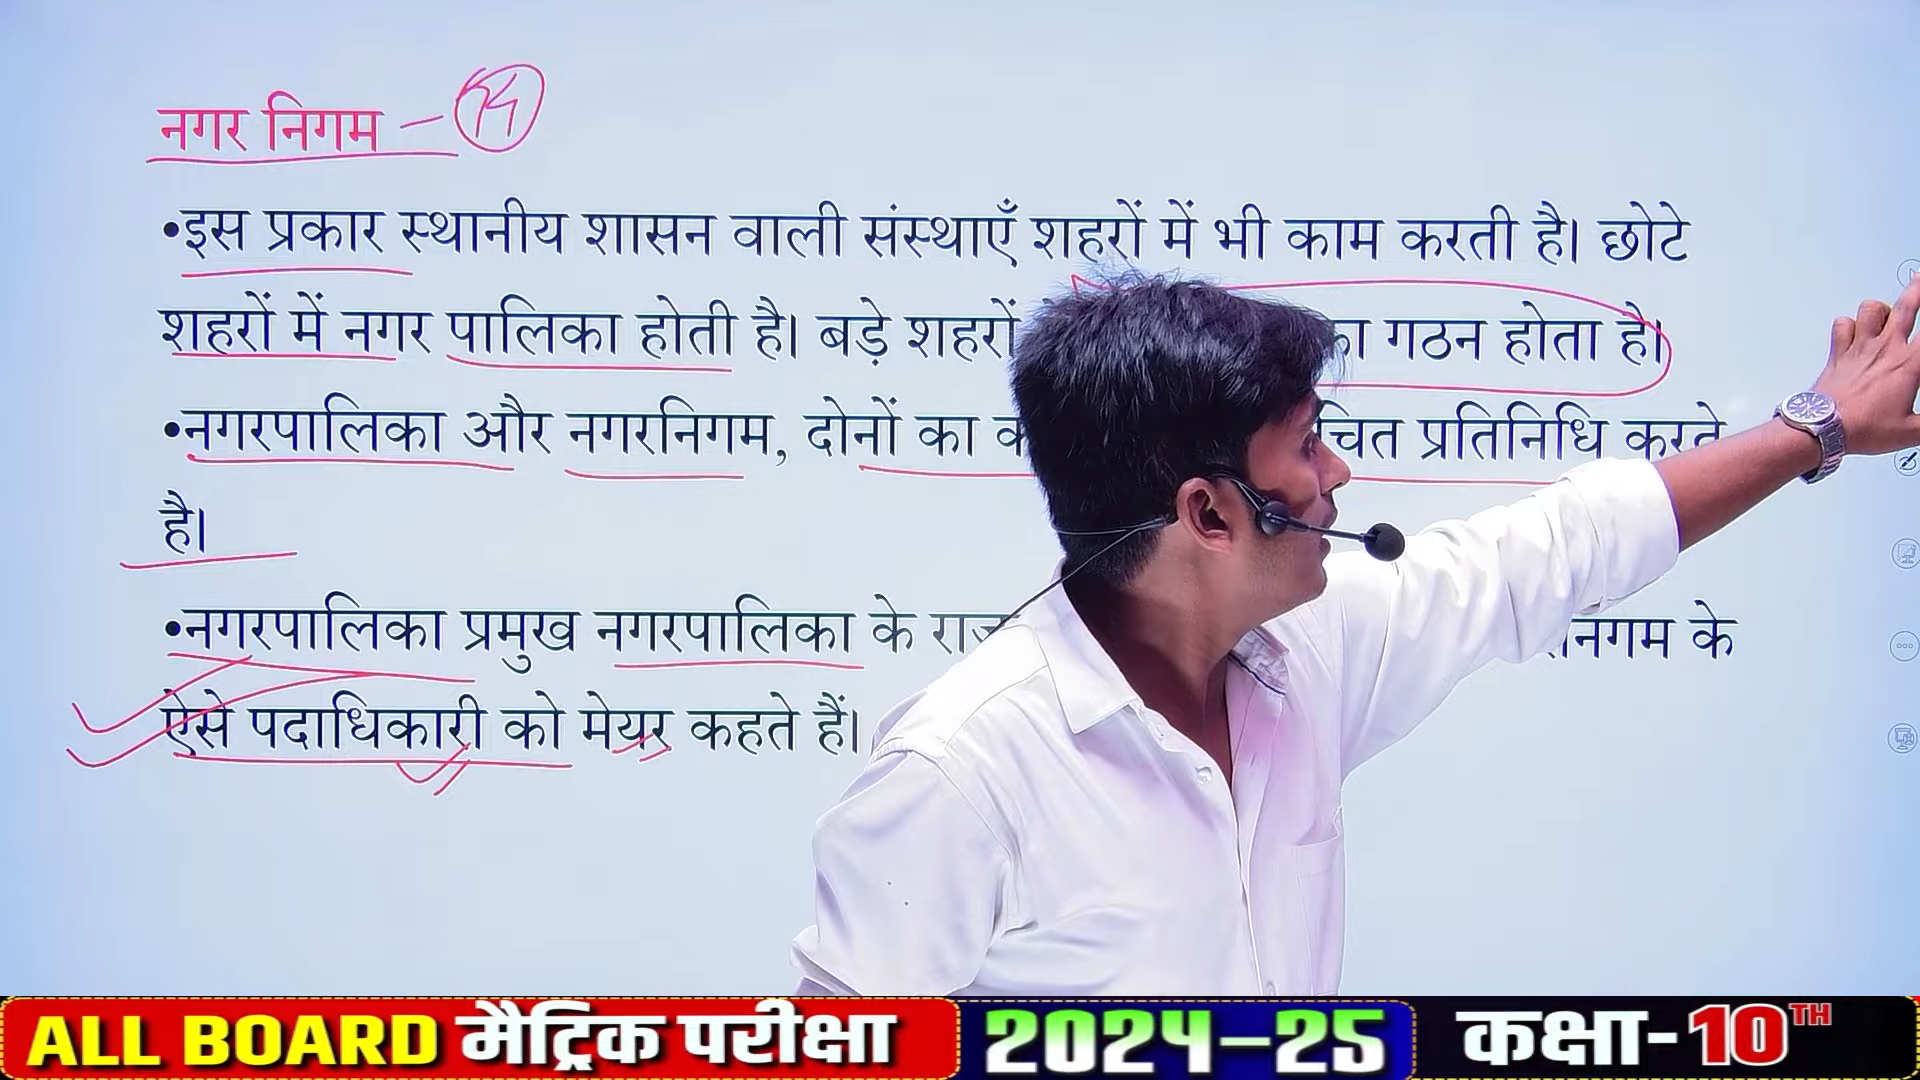 नगर निगम –
•इस प्रकार स्थानीय शासन वाली संस्थाएँ शहरों में भी काम करती है। छोटे
शहरों में नगर पालिका होती है। बड़े शहरों का गठन होता है।
•नगरपालिका और नगरनिगम, दोनों का प्रतिनिधि करते
है।
•नगरपालिका प्रमुख नगरपालिका के के
ऐसे पदाधिकारी को मेयर कहते हैं।
ALL BOARD मैट्रिक परीक्षा 2024–25 कक्षा-10TH